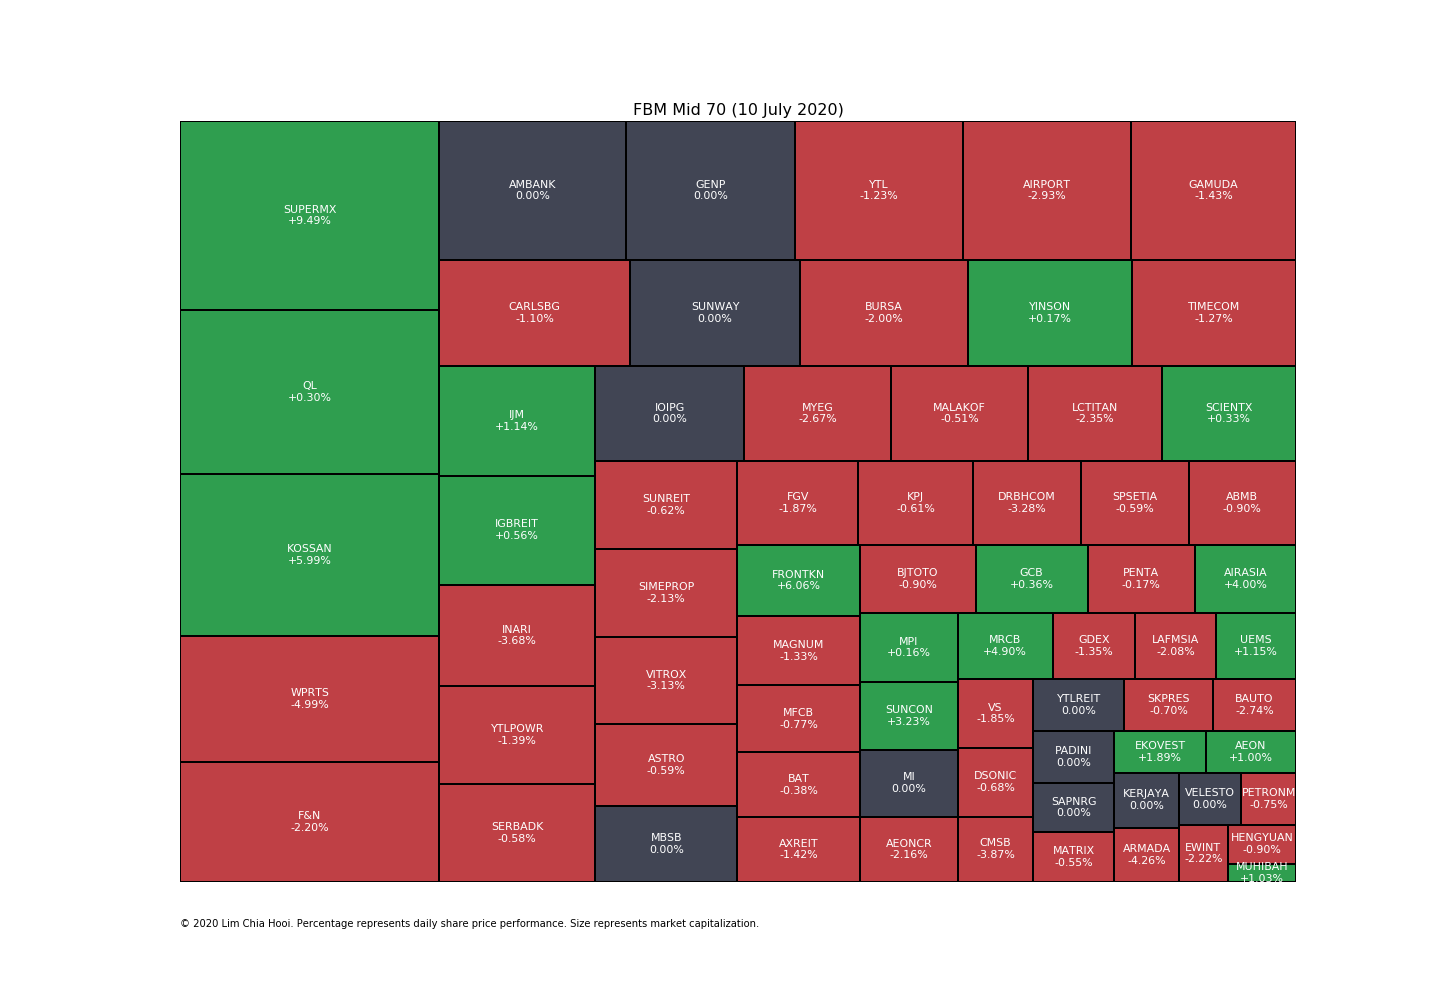 FBM Mid 70 (10 July 2020)
SUPERMX
+9.49%
QL
+0.30%
KOSSAN
+5.99%
WPRTS
-4.99%
F&N
-2.20%
AMBANK
0.00%
GENP
0.00%
YTL
-1.23%
AIRPORT
-2.93%
GAMUDA
-1.43%
CARLSBG
-1.10%
SUNWAY
0.00%
BURSA
-2.00%
YINSON
+0.17%
TIMECOM
-1.27%
IJM
+1.14%
IGBREIT
+0.56%
INARI
-3.68%
YTLPOWR
-1.39%
SERBADK
-0.58%
IOIPG
0.00%
MYEG
-2.67%
MALAKOF
-0.51%
LCTITAN
-2.35%
SCIENTX
+0.33%
SUNREIT
-0.62%
SIMEPROP
-2.13%
VITROX
-3.13%
ASTRO
-0.59%
MBSB
0.00%
FGV
-1.87%
KPJ
-0.61%
DRBHCOM
-3.28%
SPSETIA
-0.59%
ABMB
-0.90%
FRONTKN
+6.06%
MAGNUM
-1.33%
MFCB
-0.77%
BAT
-0.38%
AXREIT
-1.42%
BJTOTO
-0.90%
GCB
+0.36%
PENTA
-0.17%
AIRASIA
+4.00%
MPI
+0.16%
SUNCON
+3.23%
MI
0.00%
AEONCR
-2.16%
MRCB
+4.90%
GDEX
-1.35%
LAFMSIA
-2.08%
UEMS
+1.15%
VS
-1.85%
DSONIC
-0.68%
CMSB
-3.87%
YTLREIT
0.00%
SKPRES
-0.70%
BAUTO
-2.74%
PADINI
0.00%
SAPNRG
0.00%
MATRIX
-0.55%
EKOVEST
+1.89%
AEON
+1.00%
KERJAYA
0.00%
ARMADA
-4.26%
VELESTO
0.00%
PETRONM
-0.75%
EWINT
-2.22%
HENGYUAN
-0.90%
MUHIBAH
+1.03%
© 2020 Lim Chia Hooi. Percentage represents daily share price performance. Size represents market capitalization.